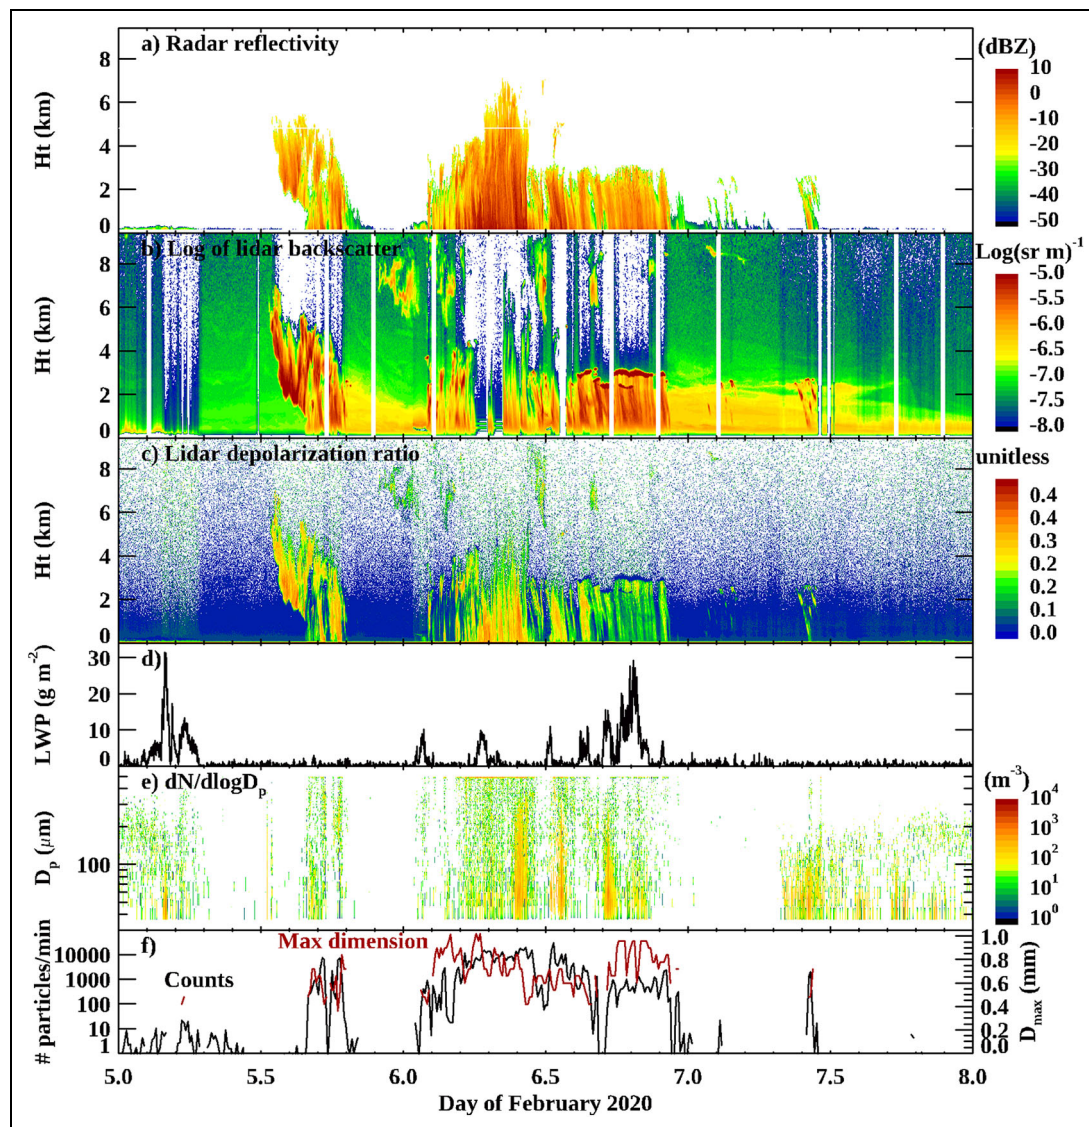 a) Radar reflectivity
(dBZ)
8
6
4
2
0
Ht (km)
10
0
-10
-20
-30
-40
-50
b) Log of lidar backscatter
Log(sr m)⁻¹
8
6
4
2
0
Ht (km)
-5.0
-5.5
-6.0
-6.5
-7.0
-7.5
-8.0
c) Lidar depolarization ratio
unitless
8
6
4
2
0
Ht (km)
0.4
0.4
0.3
0.2
0.2
0.1
0.1
0.0
d)
30
20
10
0
LWP (g m⁻²)
e) dN/dlogDₚ
(m⁻³)
100
Dₚ (μm)
10⁴
10³
10²
10¹
10⁰
f)
Max dimension
Counts
10000
1000
100
10
1
# particles/min
1.0
0.8
0.6
0.4
0.2
0.0
D_max (mm)
5.0 5.5 6.0 6.5 7.0 7.5 8.0
Day of February 2020